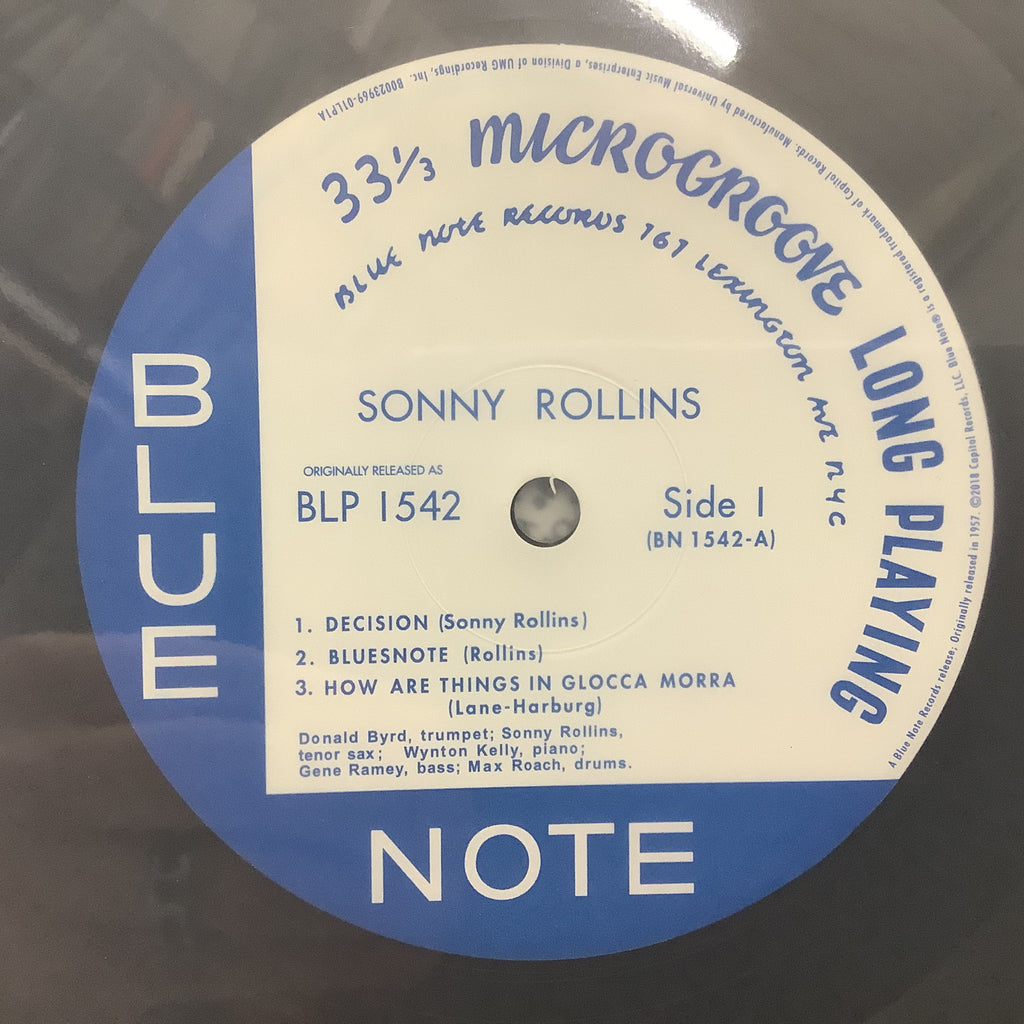 A Blue Note Records release; Originally released in 1957. ©2018 Capitol Records, LLC. Blue Note® is a registered trademark of Capitol Records. Manufactured by Universal Music Enterprises, a Division of UMG Recordings, Inc. B0023969-01LP1A
33⅓ MICROGROOVE LONG PLAYING
BLUE NOTE RECORDS 767 LEXINGTON AVE NYC
BLUE
SONNY ROLLINS
ORIGINALLY RELEASED AS
BLP 1542
Side 1
(BN 1542-A)
1. DECISION (Sonny Rollins)
2. BLUESNOTE (Rollins)
3. HOW ARE THINGS IN GLOCCA MORRA
(Lane-Harburg)
Donald Byrd, trumpet; Sonny Rollins,
tenor sax; Wynton Kelly, piano;
Gene Ramey, bass; Max Roach, drums.
NOTE